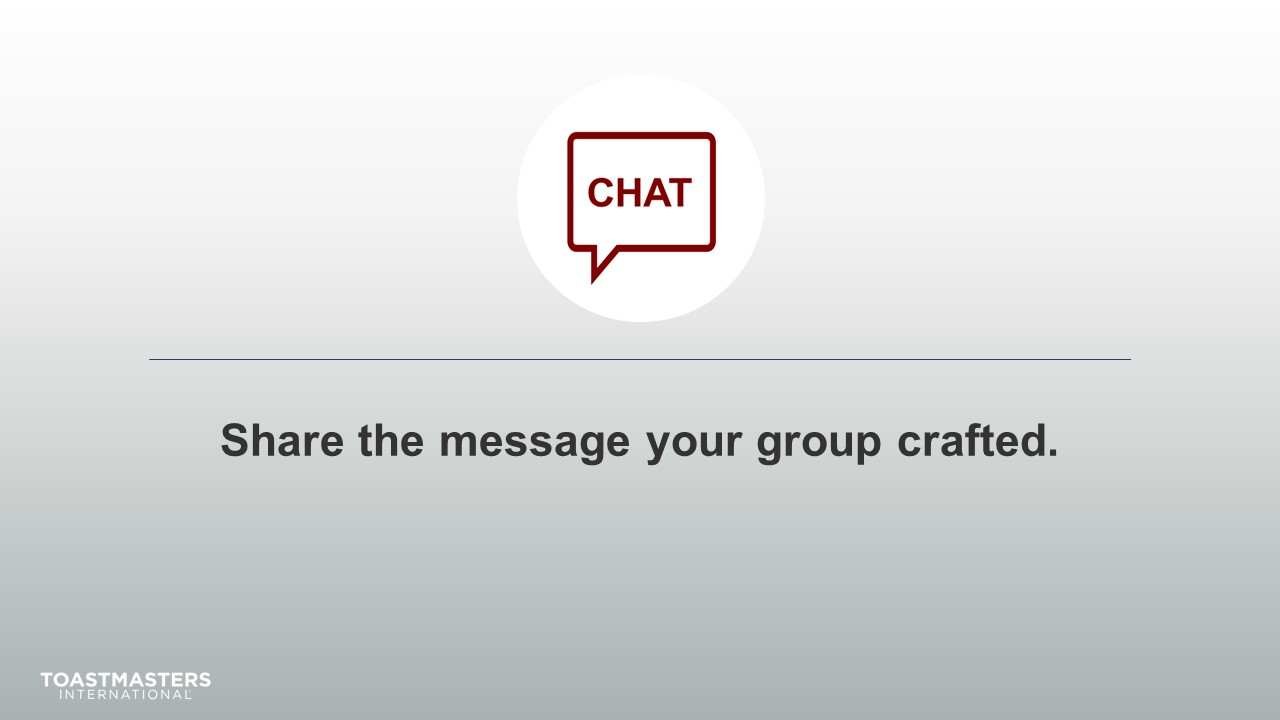 CHAT
Share the message your group crafted.
TOASTMASTERS
INTERNATIONAL